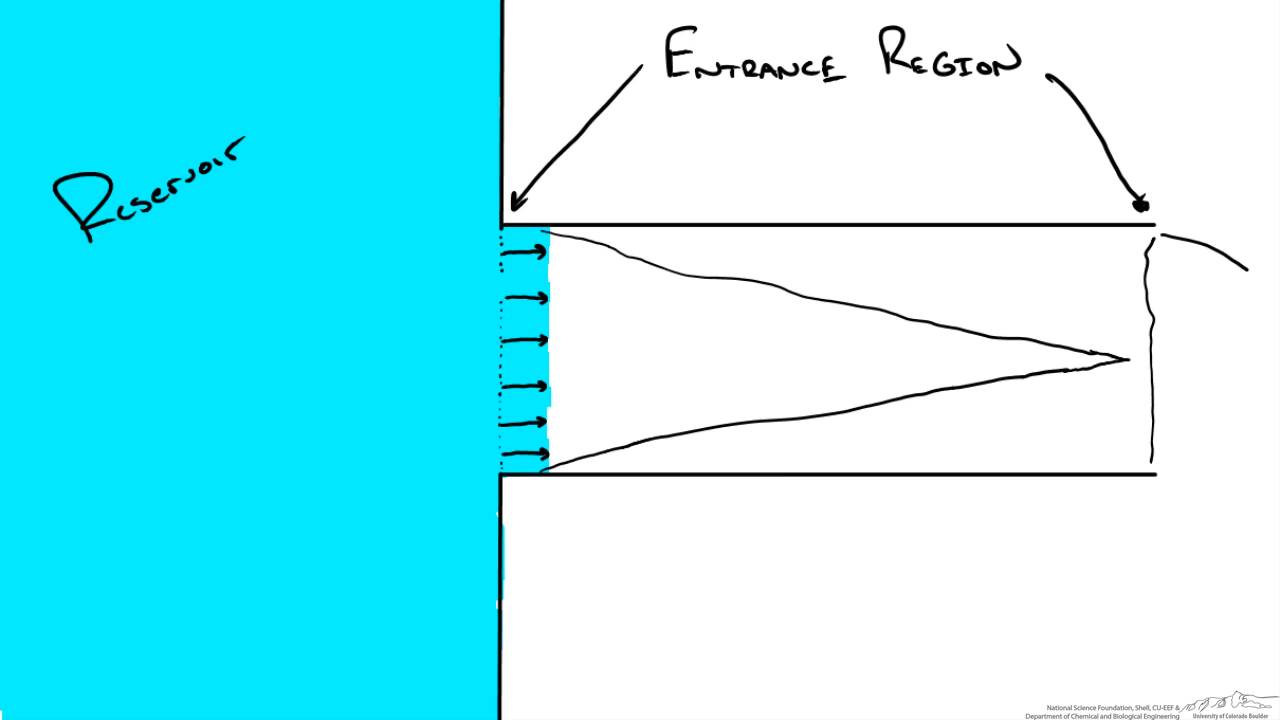 ENTRANCE REGION
Reservoir
National Science Foundation, Shell, CU-EEF &
Department of Chemical and Biological Engineering
University of Colorado Boulder